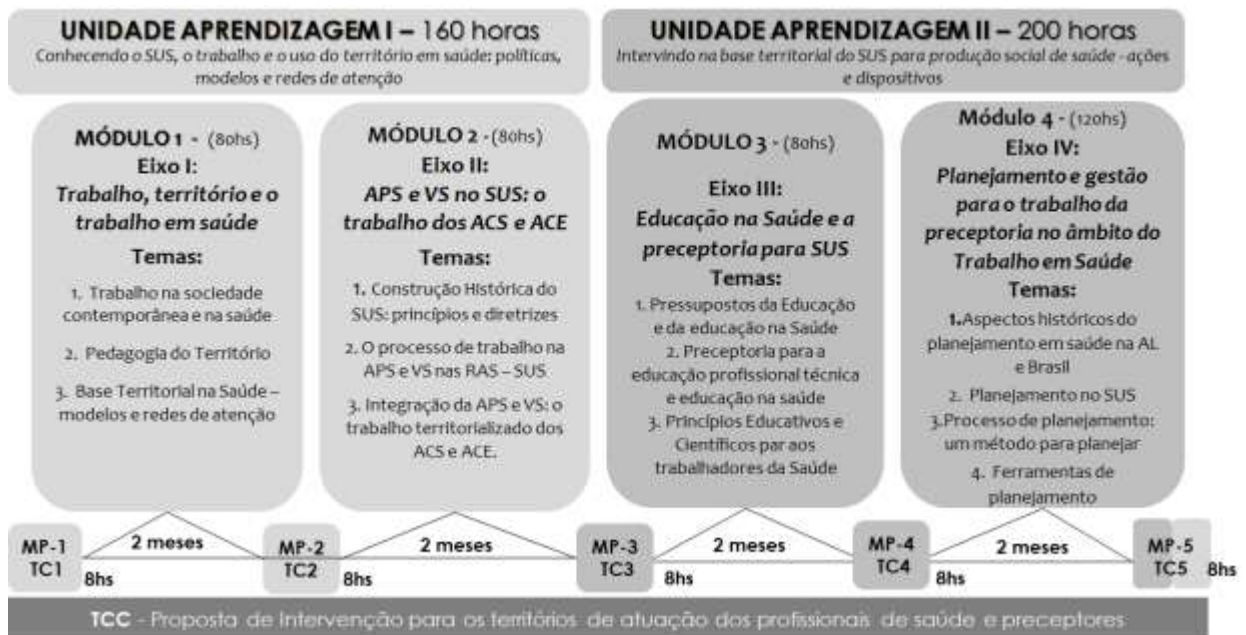 UNIDADE APRENDIZAGEM I – 160 horas
Conhecendo o SUS, o trabalho e o uso do território em saúde: políticas,
modelos e redes de atenção
UNIDADE APRENDIZAGEM II – 200 horas
Intervindo na base territorial do SUS para produção social de saúde - ações
e dispositivos
MÓDULO 1 - (80hs)
Eixo I:
Trabalho, território e o
trabalho em saúde
Temas:
1. Trabalho na sociedade
contemporânea e na saúde
2. Pedagogia do Território
3. Base Territorial na Saúde –
modelos e redes de atenção
MÓDULO 2 - (80hs)
Eixo II:
APS e VS no SUS: o
trabalho dos ACS e ACE
Temas:
1. Construção Histórica do
SUS: princípios e diretrizes
2. O processo de trabalho na
APS e VS nas RAS – SUS
3. Integração da APS e VS: o
trabalho territorializado dos
ACS e ACE.
MÓDULO 3 - (80hs)
Eixo III:
Educação na Saúde e a
preceptoria para SUS
Temas:
1. Pressupostos da Educação
e da educação na Saúde
2. Preceptoria para a
educação profissional técnica
e educação na saúde
3. Princípios Educativos e
Científicos par aos
trabalhadores da Saúde
Módulo 4 - (120hs)
Eixo IV:
Planejamento e gestão
para o trabalho da
preceptoria no âmbito do
Trabalho em Saúde
Temas:
1.Aspectos históricos do
planejamento em saúde na AL
e Brasil
2. Planejamento no SUS
3.Processo de planejamento:
um método para planejar
4. Ferramentas de
planejamento
MP-1
TC1
2 meses
8hs
MP-2
TC2
2 meses
8hs
MP-3
TC3
2 meses
8hs
MP-4
TC4
2 meses
8hs
MP-5
TC5
8hs
TCC - Proposta de Intervenção para os territórios de atuação dos profissionais de saúde e preceptores